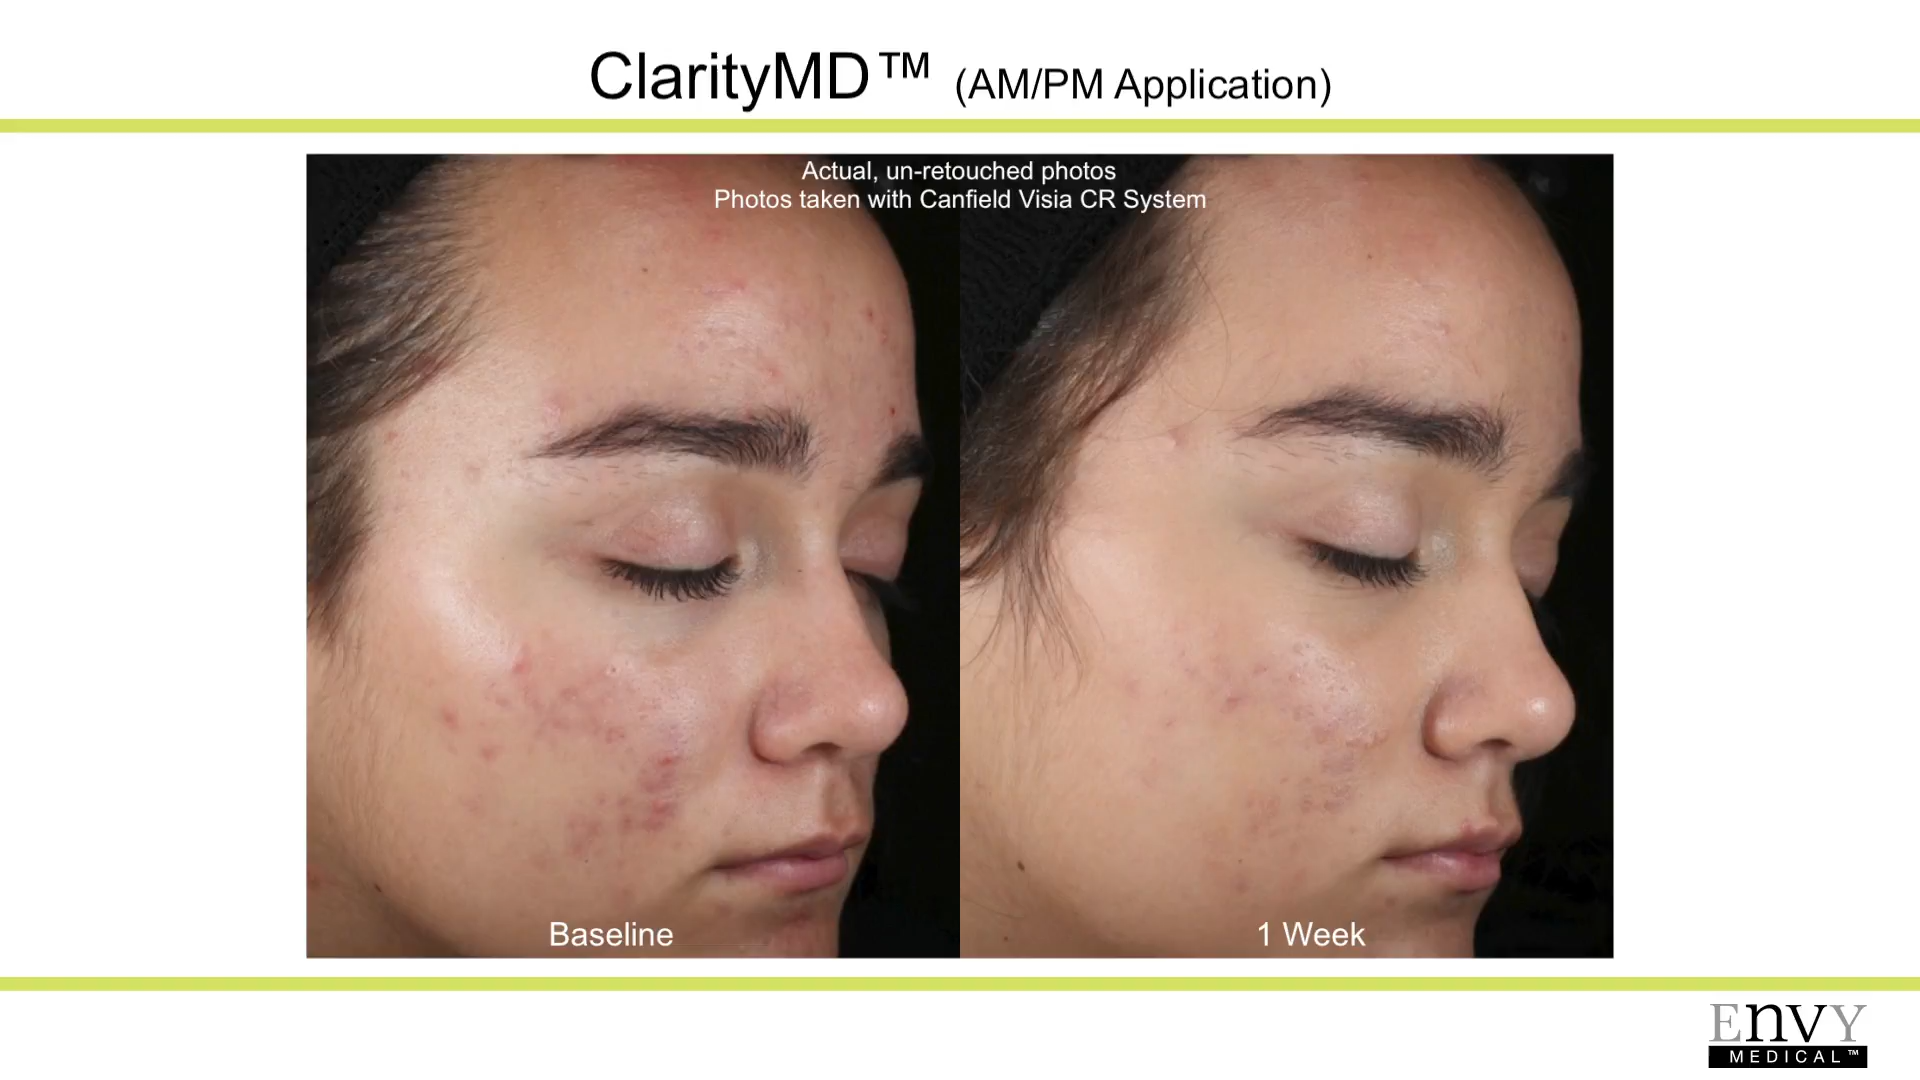 ClarityMD™ (AM/PM Application)
Actual, un-retouched photos
Photos taken with Canfield Visia CR System
Baseline
1 Week
EnVY
MEDICAL™